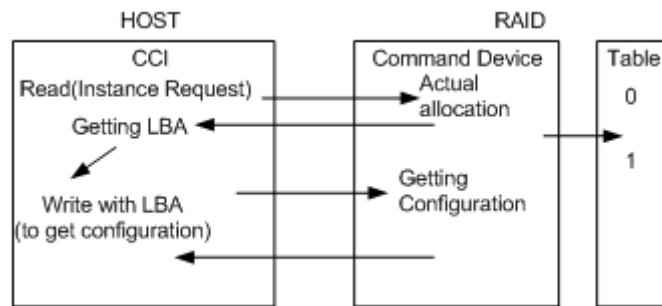 HOST
RAID
CCI
Read(Instance Request)
Getting LBA
Write with LBA
(to get configuration)
Command Device
Actual
allocation
Getting
Configuration
Table
0
1